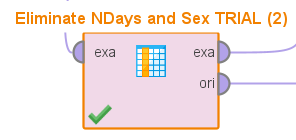 Eliminate NDays and Sex TRIAL (2)
exa exa
ori